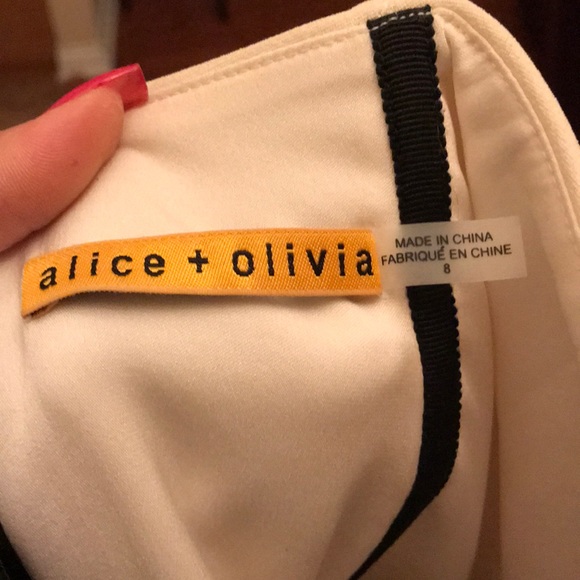 alice + olivia
MADE IN CHINA
FABRIQUÉ EN CHINE
8